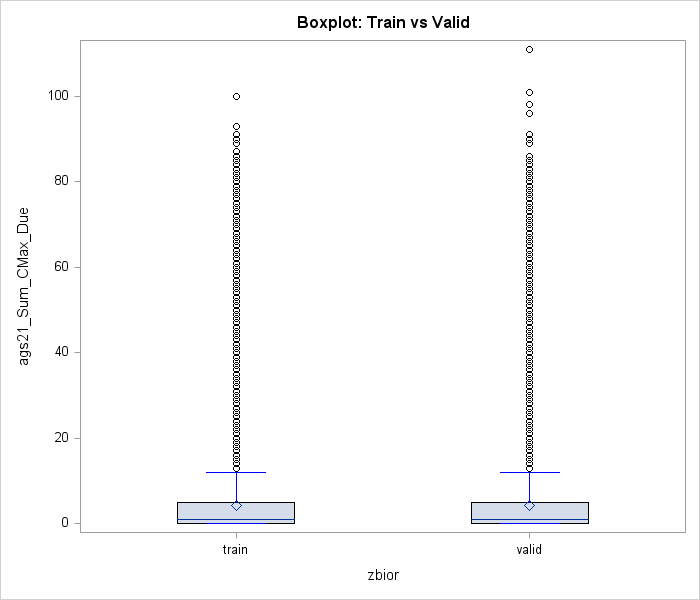 Boxplot: Train vs Valid
100
80
60
40
20
0
ags21_Sum_CMax_Due
train
valid
zbior